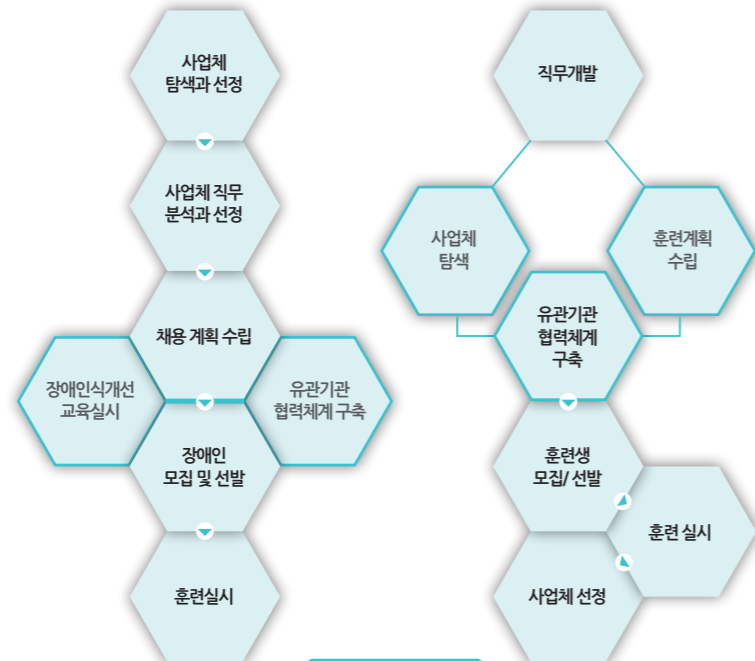 사업체
탐색과 선정
사업체 직무
분석과 선정
채용 계획 수립
장애인식개선
교육실시
유관기관
협력체계 구축
장애인
모집 및 선발
훈련실시
직무개발
사업체
탐색
훈련계획
수립
유관기관
협력체계
구축
훈련생
모집/ 선발
훈련 실시
사업체 선정